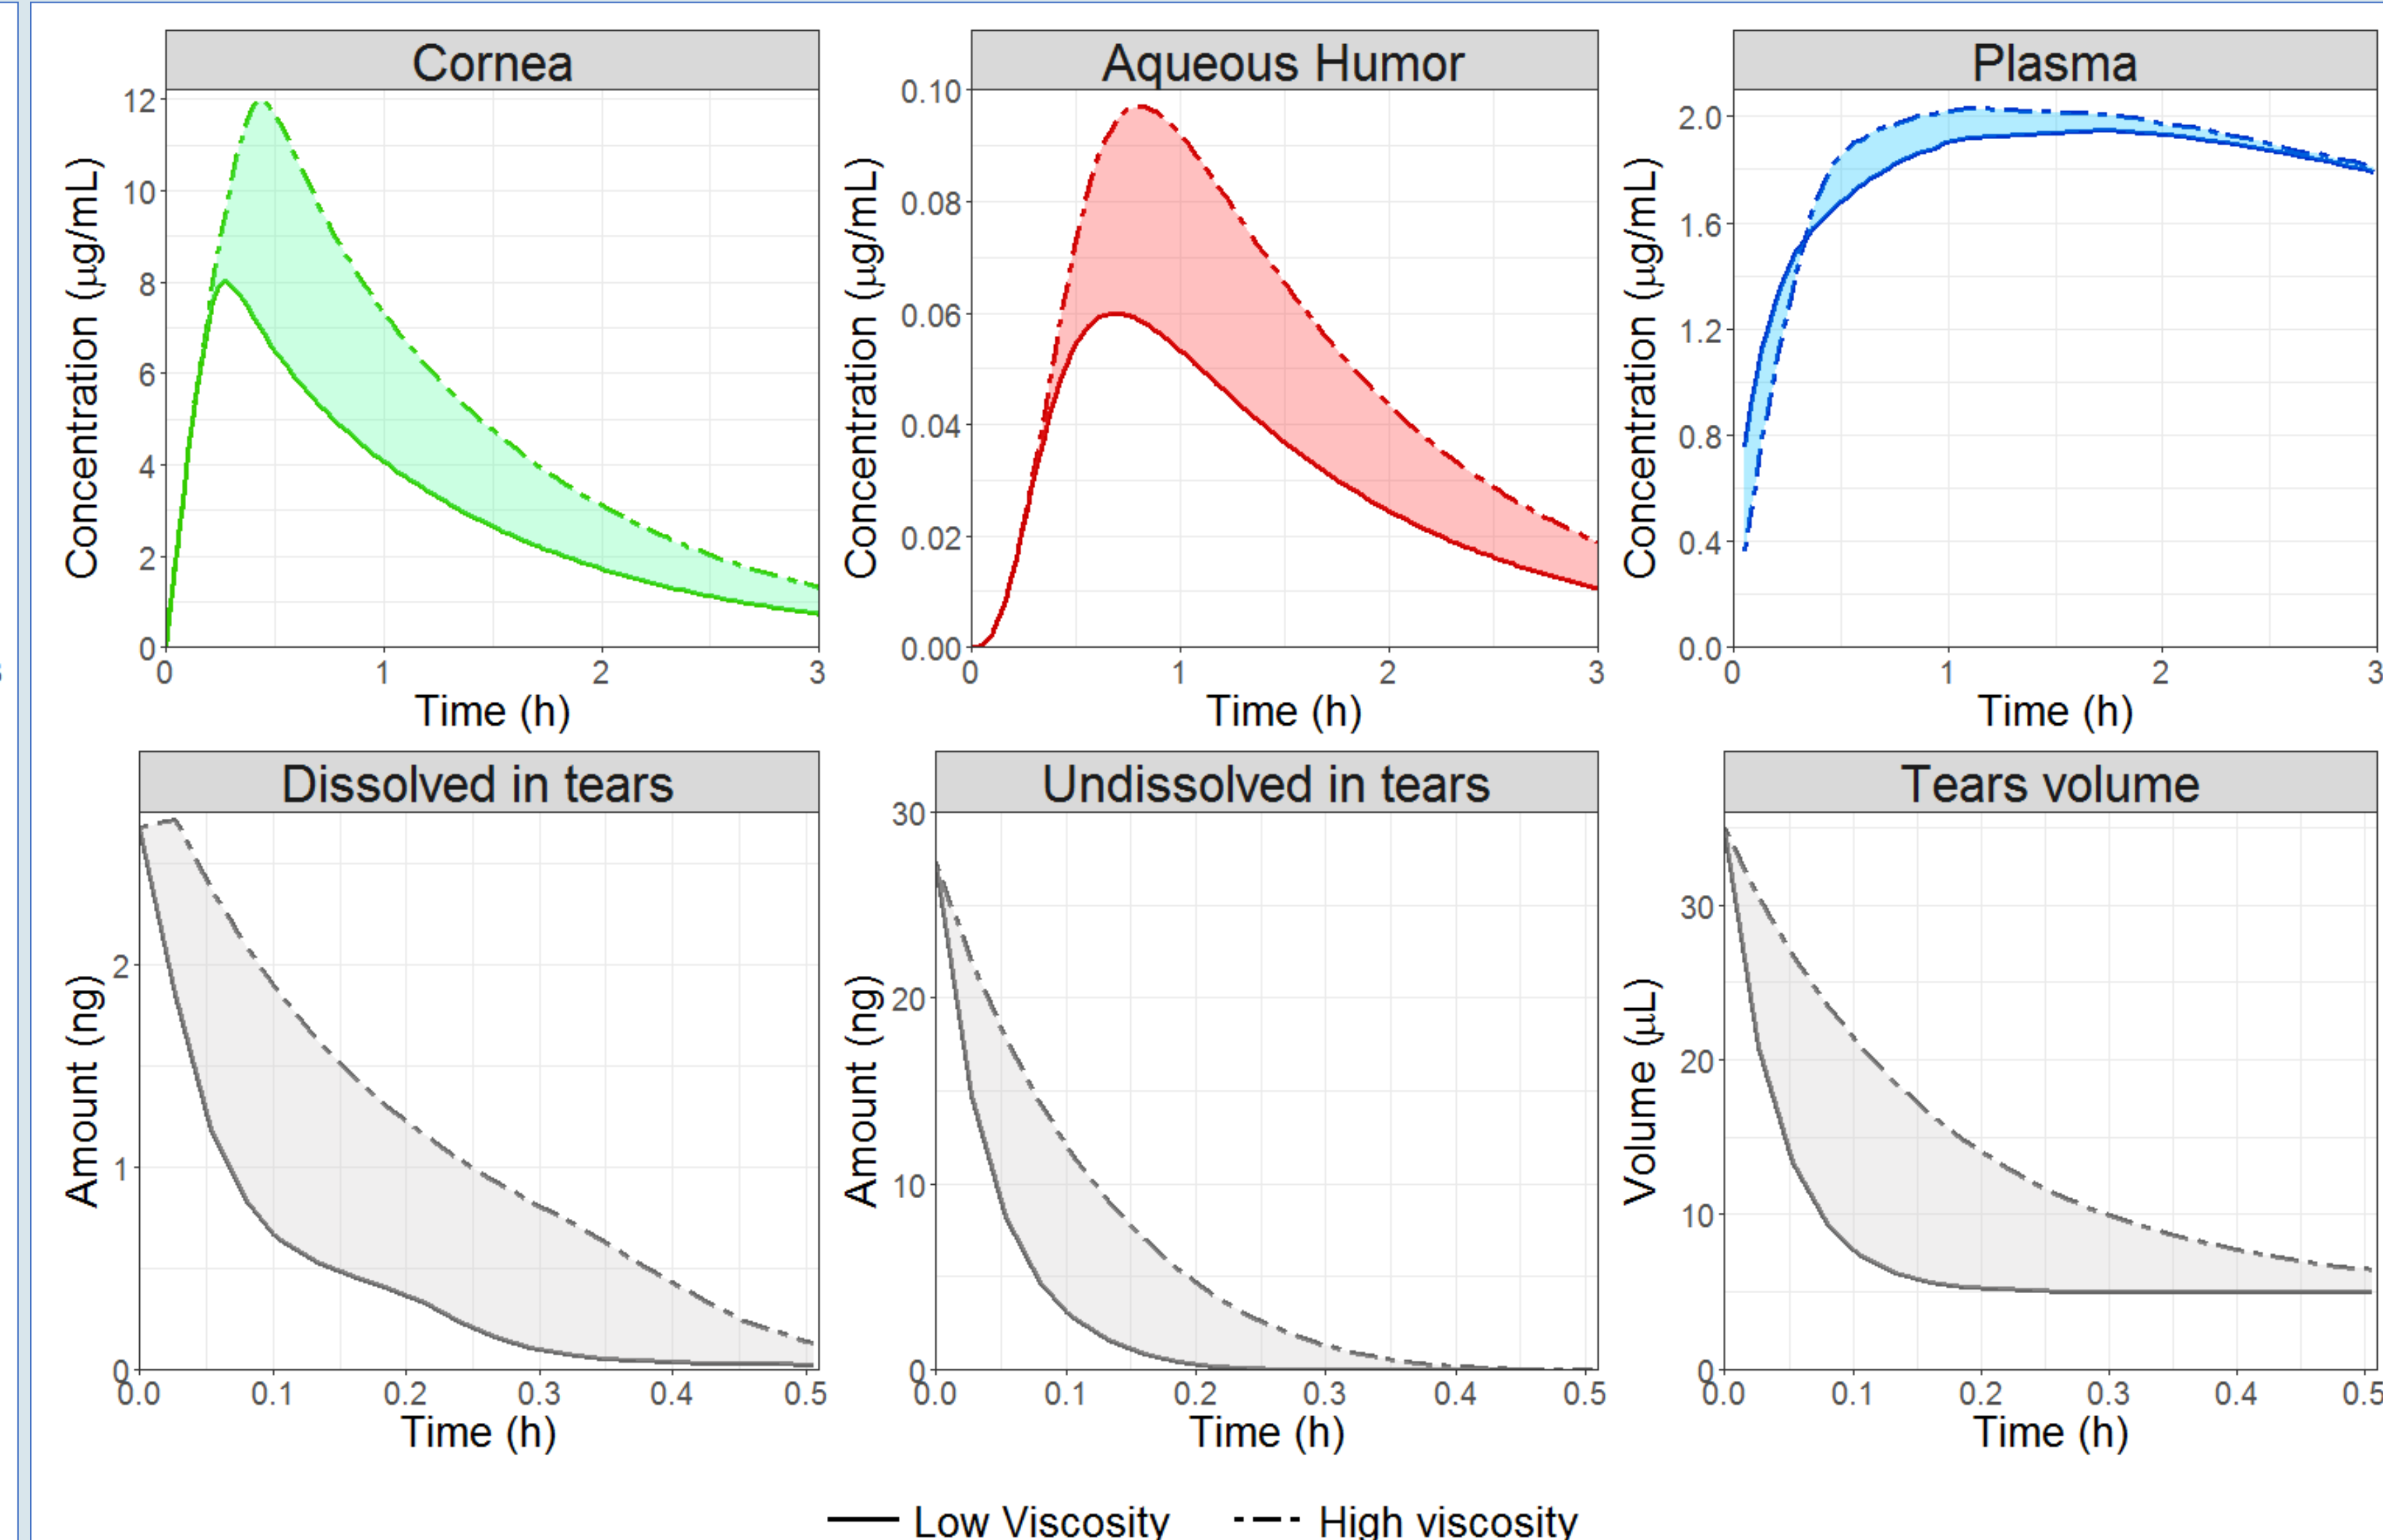 Cornea
Aqueous Humor
Plasma
12
10
8
6
4
2
0
Concentration (μg/mL)
0 1 2 3
Time (h)
0.10
0.08
0.06
0.04
0.02
0.00
Concentration (μg/mL)
0 1 2 3
Time (h)
2.0
1.6
1.2
0.8
0.4
0.0
Concentration (μg/mL)
0 1 2 3
Time (h)
Dissolved in tears
Undissolved in tears
Tears volume
2
1
0
Amount (ng)
0.0 0.1 0.2 0.3 0.4 0.5
Time (h)
30
20
10
0
Amount (ng)
0.0 0.1 0.2 0.3 0.4 0.5
Time (h)
30
20
10
0
Volume (μL)
0.0 0.1 0.2 0.3 0.4 0.5
Time (h)
Low Viscosity High viscosity